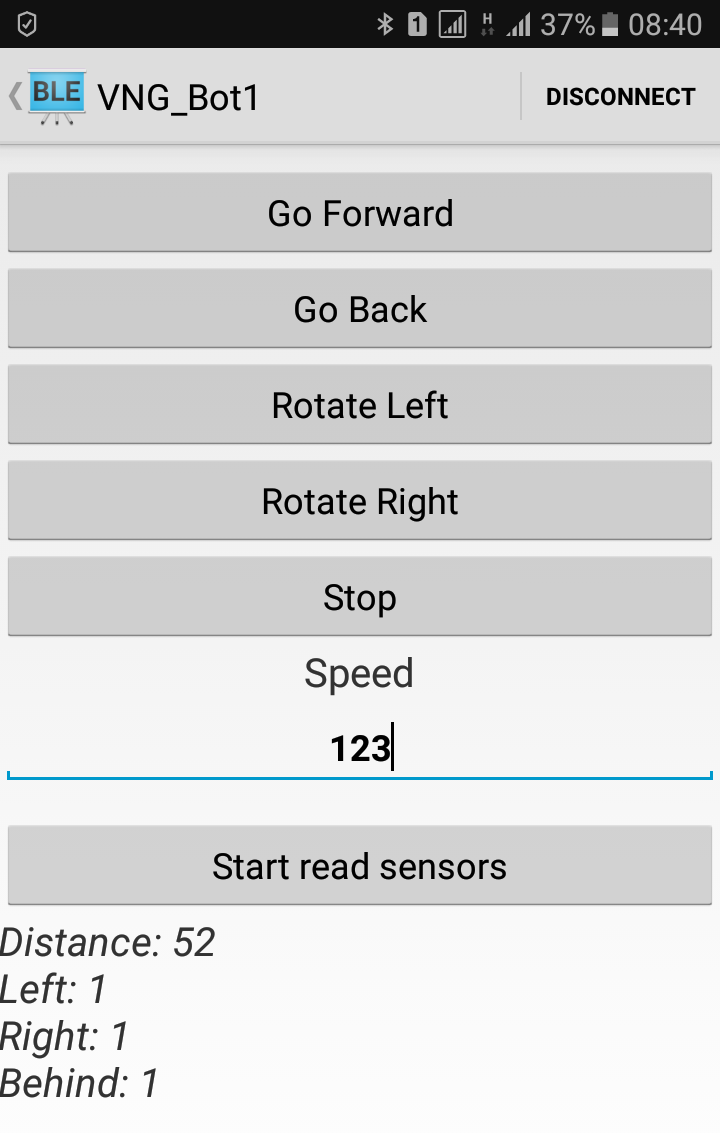 1 H 37% 08:40
BLE VNG_Bot1 DISCONNECT
Go Forward
Go Back
Rotate Left
Rotate Right
Stop
Speed
123
Start read sensors
Distance: 52
Left: 1
Right: 1
Behind: 1